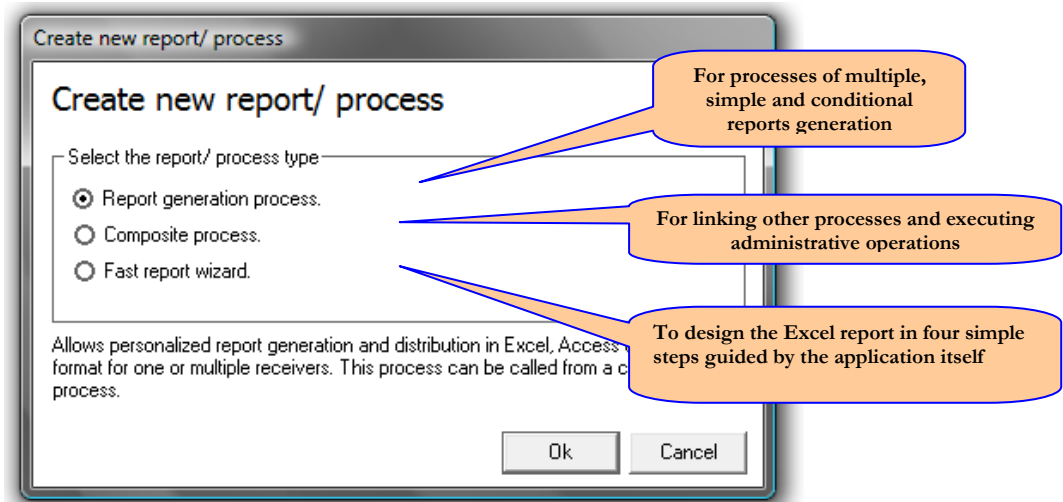 Create new report/ process
Create new report/ process
Select the report/ process type
Report generation process.
Composite process.
Fast report wizard.
Allows personalized report generation and distribution in Excel, Access
format for one or multiple receivers. This process can be called from a
process.
Ok
Cancel
For processes of multiple,
simple and conditional
reports generation
For linking other processes and executing
administrative operations
To design the Excel report in four simple
steps guided by the application itself